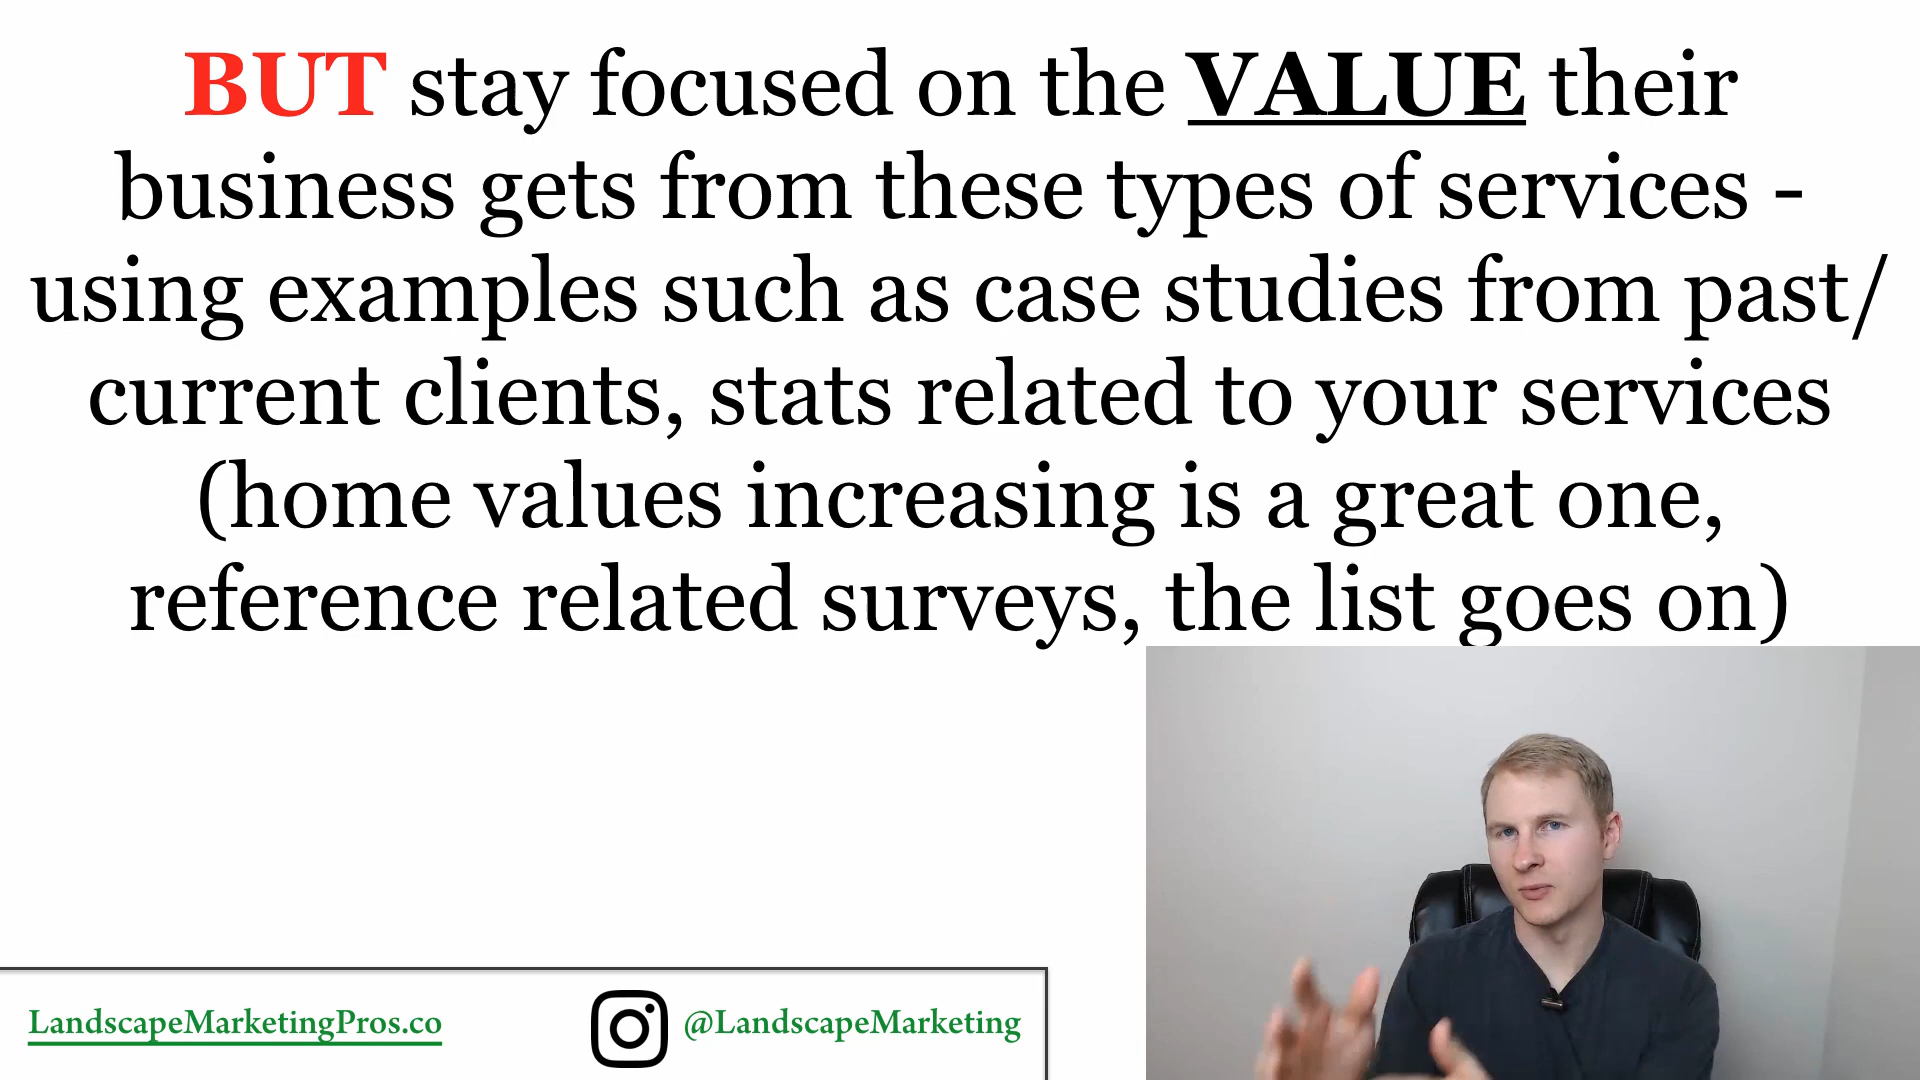 BUT stay focused on the VALUE their
business gets from these types of services -
using examples such as case studies from past/
current clients, stats related to your services
(home values increasing is a great one,
reference related surveys, the list goes on)
LandscapeMarketingPros.co
@LandscapeMarketing